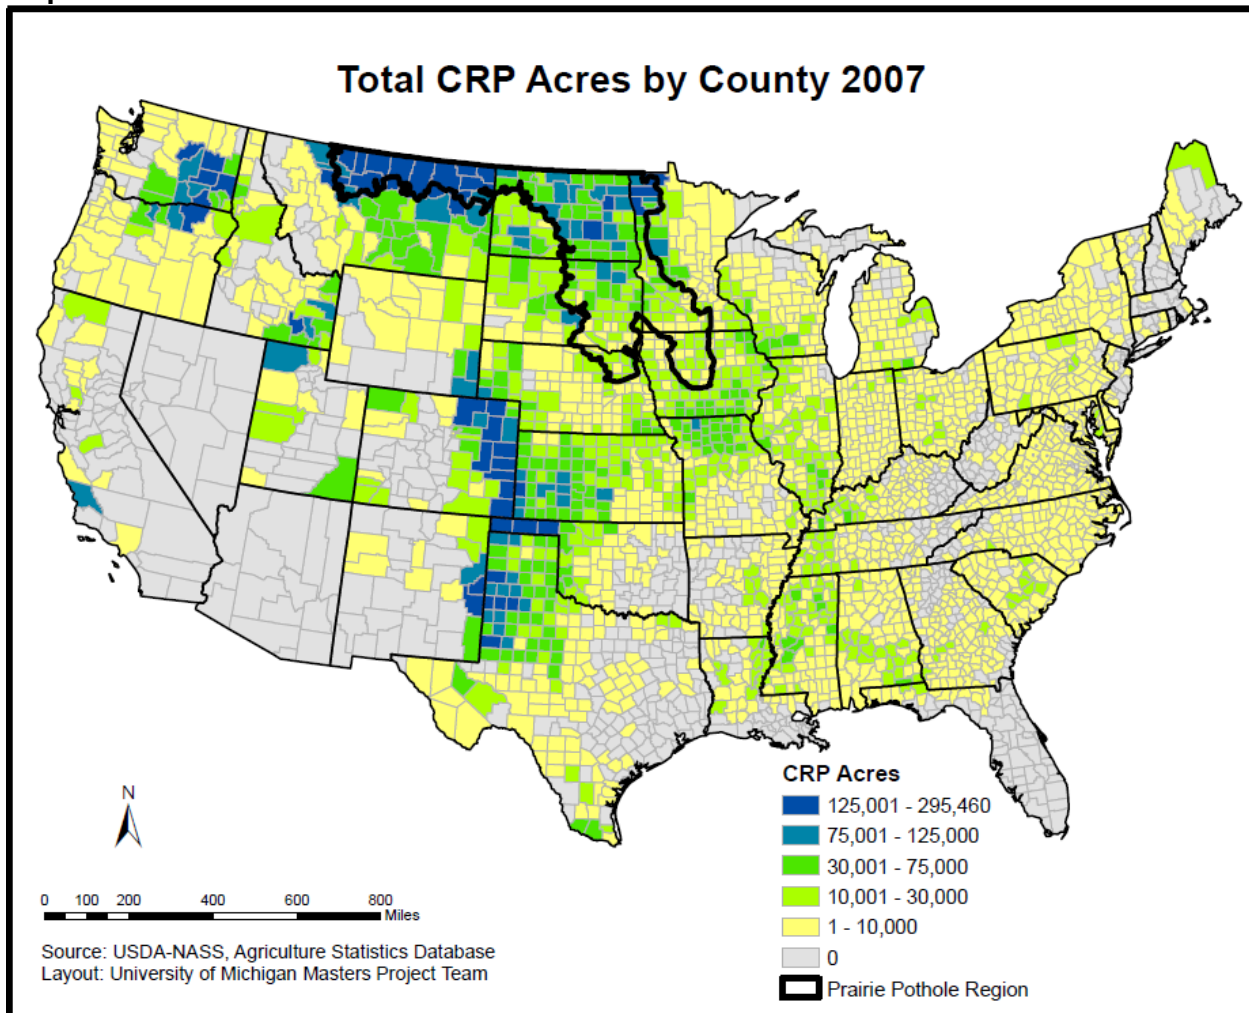 Total CRP Acres by County 2007
N
CRP Acres
125,001 - 295,460
75,001 - 125,000
30,001 - 75,000
10,001 - 30,000
1 - 10,000
0
Prairie Pothole Region
0 100 200 400 600 800
Miles
Source: USDA-NASS, Agriculture Statistics Database
Layout: University of Michigan Masters Project Team